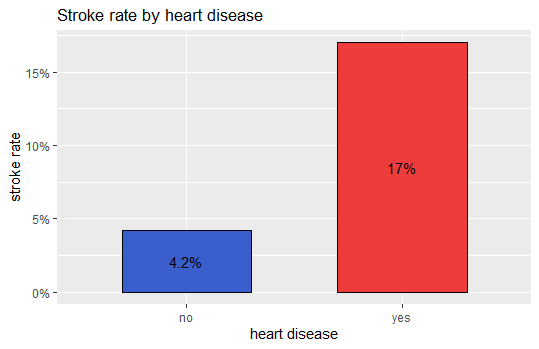 Stroke rate by heart disease
stroke rate
15%
10%
5%
0%
17%
4.2%
no
yes
heart disease